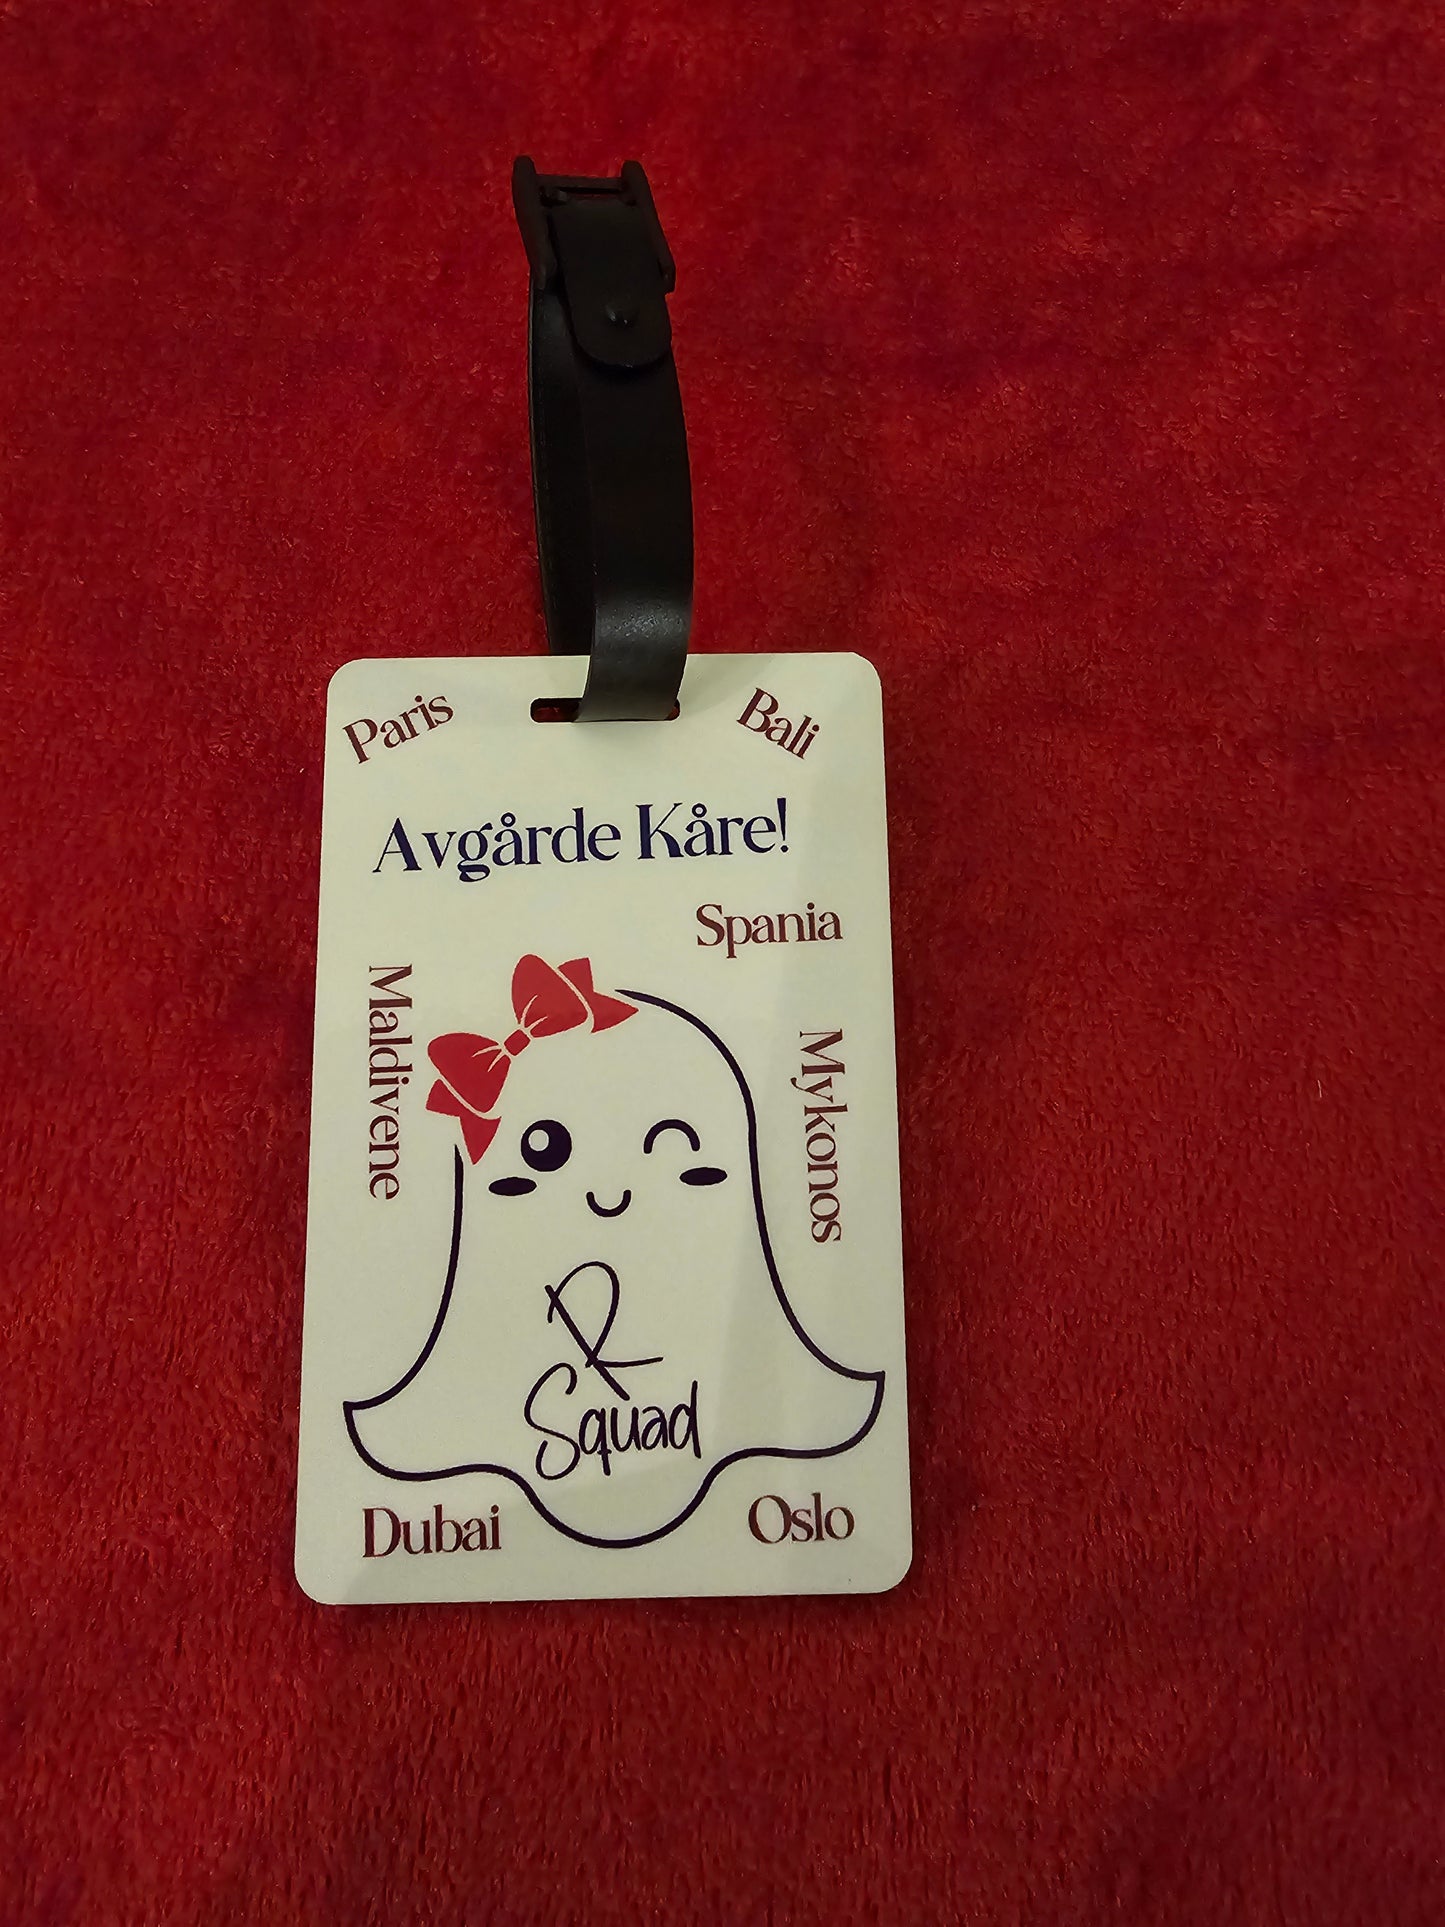 Paris
Bali
Avgårde Kåre!
Spania
Maldivene
Mykonos
R
Squad
Dubai
Oslo